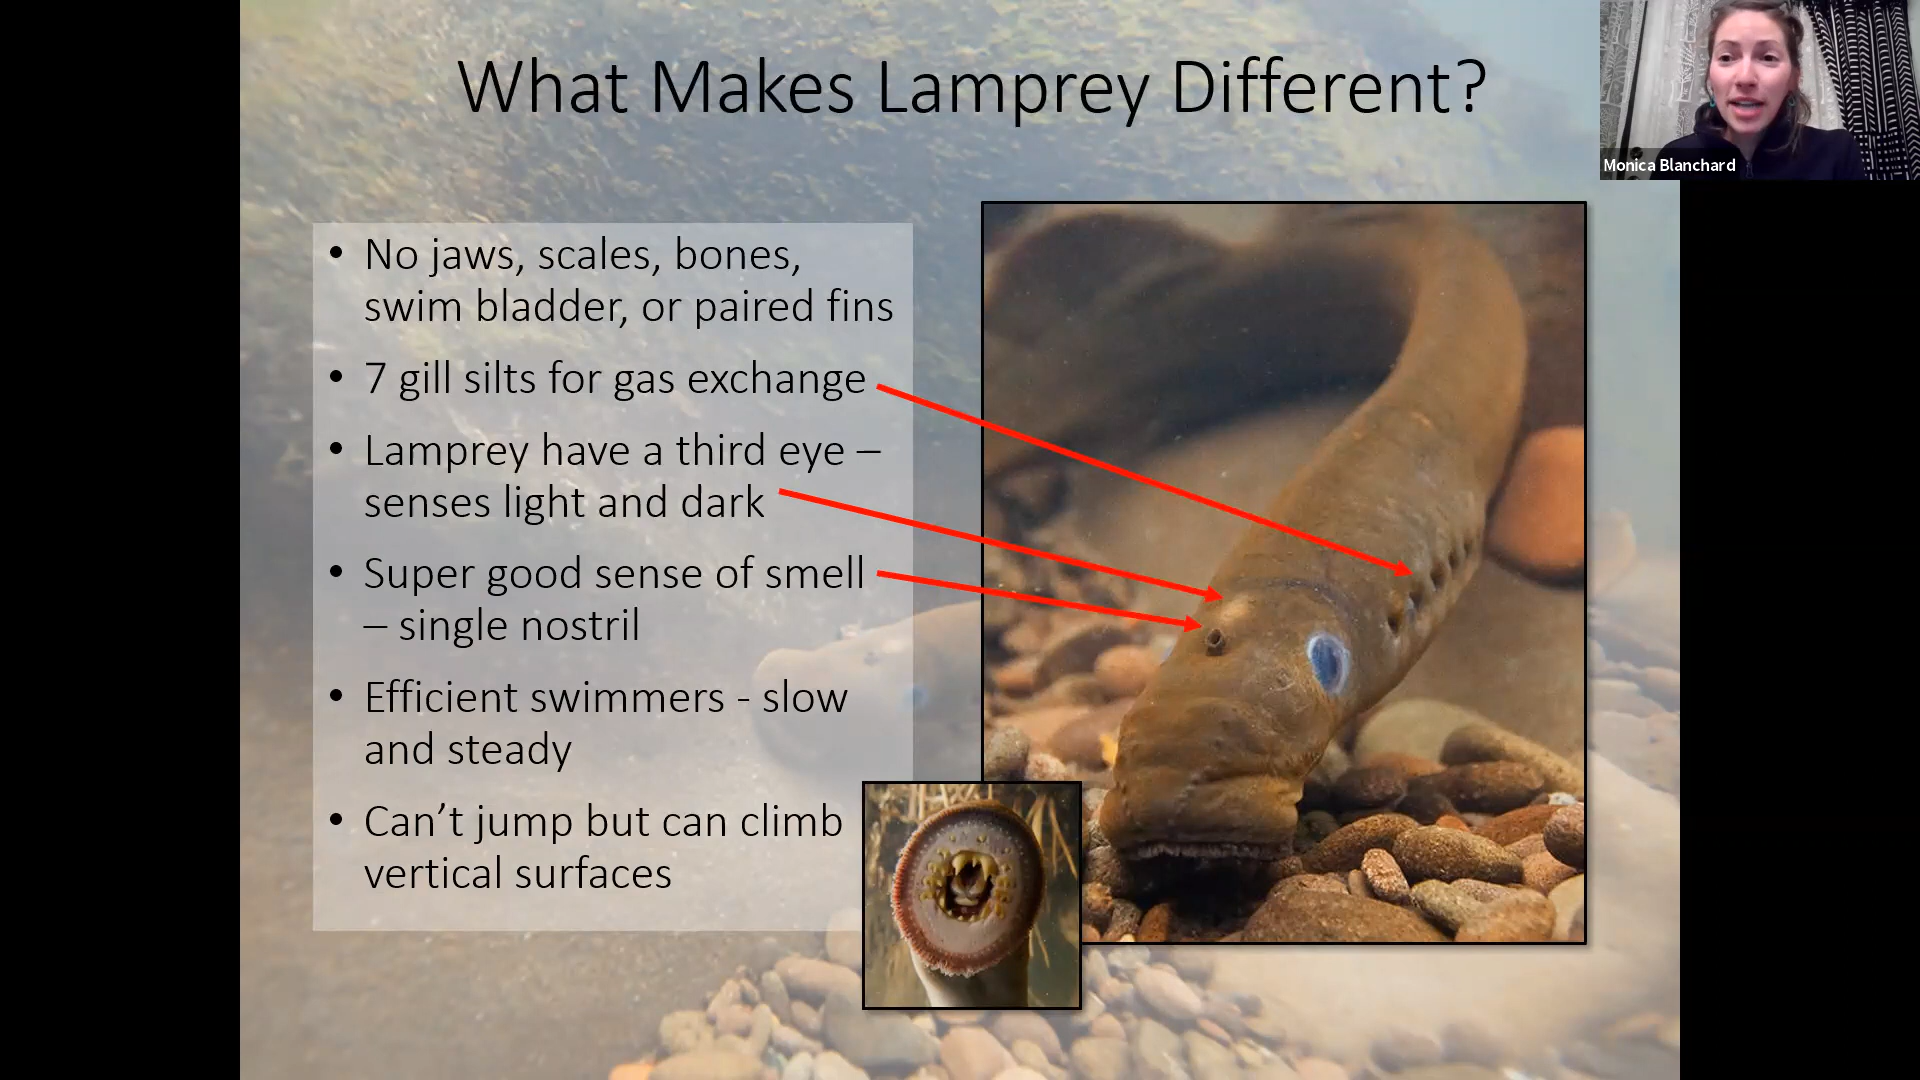 What Makes Lamprey Different?
Monica Blanchard
• No jaws, scales, bones,
swim bladder, or paired fins
• 7 gill silts for gas exchange
• Lamprey have a third eye –
senses light and dark
• Super good sense of smell
– single nostril
• Efficient swimmers - slow
and steady
• Can’t jump but can climb
vertical surfaces